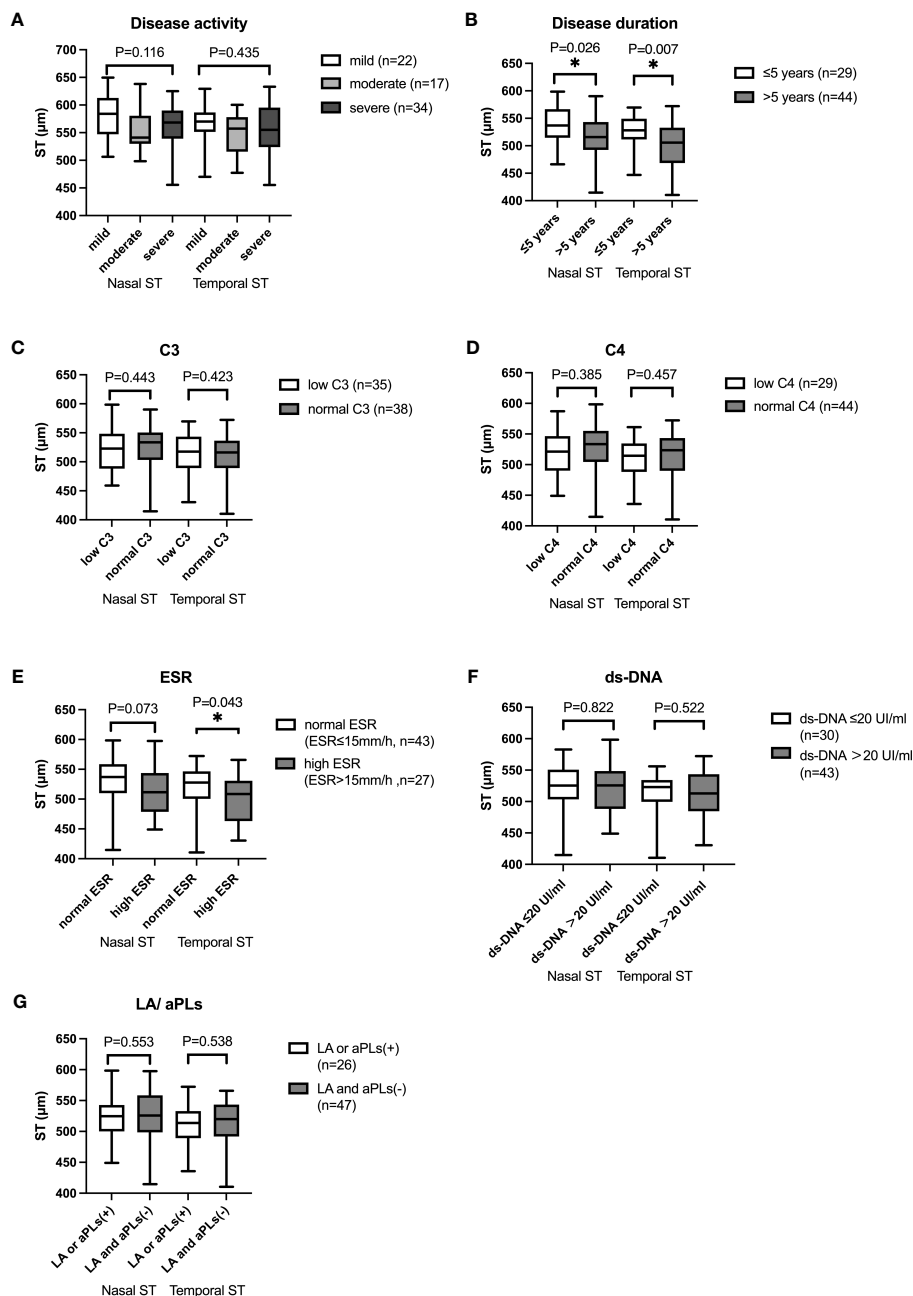 A
Disease activity
700
650
600
550
500
450
400
ST (μm)
P=0.116
P=0.435
mild (n=22)
moderate (n=17)
severe (n=34)
mild
moderate
severe
mild
moderate
severe
Nasal ST
Temporal ST
B
Disease duration
650
600
550
500
450
400
ST (μm)
P=0.026
*
P=0.007
*
≤5 years (n=29)
>5 years (n=44)
≤5 years
>5 years
≤5 years
>5 years
Nasal ST
Temporal ST
C
C3
650
600
550
500
450
400
ST (μm)
P=0.443
P=0.423
low C3 (n=35)
normal C3 (n=38)
low C3
normal C3
low C3
normal C3
Nasal ST
Temporal ST
D
C4
650
600
550
500
450
400
ST (μm)
P=0.385
P=0.457
low C4 (n=29)
normal C4 (n=44)
low C4
normal C4
low C4
normal C4
Nasal ST
Temporal ST
E
ESR
650
600
550
500
450
400
ST (μm)
P=0.073
P=0.043
*
normal ESR
(ESR≤15mm/h, n=43)
high ESR
(ESR>15mm/h ,n=27)
normal ESR
high ESR
normal ESR
high ESR
Nasal ST
Temporal ST
F
ds-DNA
650
600
550
500
450
400
ST (μm)
P=0.822
P=0.522
ds-DNA ≤20 UI/ml
(n=30)
ds-DNA > 20 UI/ml
(n=43)
ds-DNA ≤20 UI/ml
ds-DNA > 20 UI/ml
ds-DNA ≤20 UI/ml
ds-DNA > 20 UI/ml
Nasal ST
Temporal ST
G
LA/ aPLs
650
600
550
500
450
400
ST (μm)
P=0.553
P=0.538
LA or aPLs(+)
(n=26)
LA and aPLs(-)
(n=47)
LA or aPLs(+)
LA and aPLs(-)
LA or aPLs(+)
LA and aPLs(-)
Nasal ST
Temporal ST